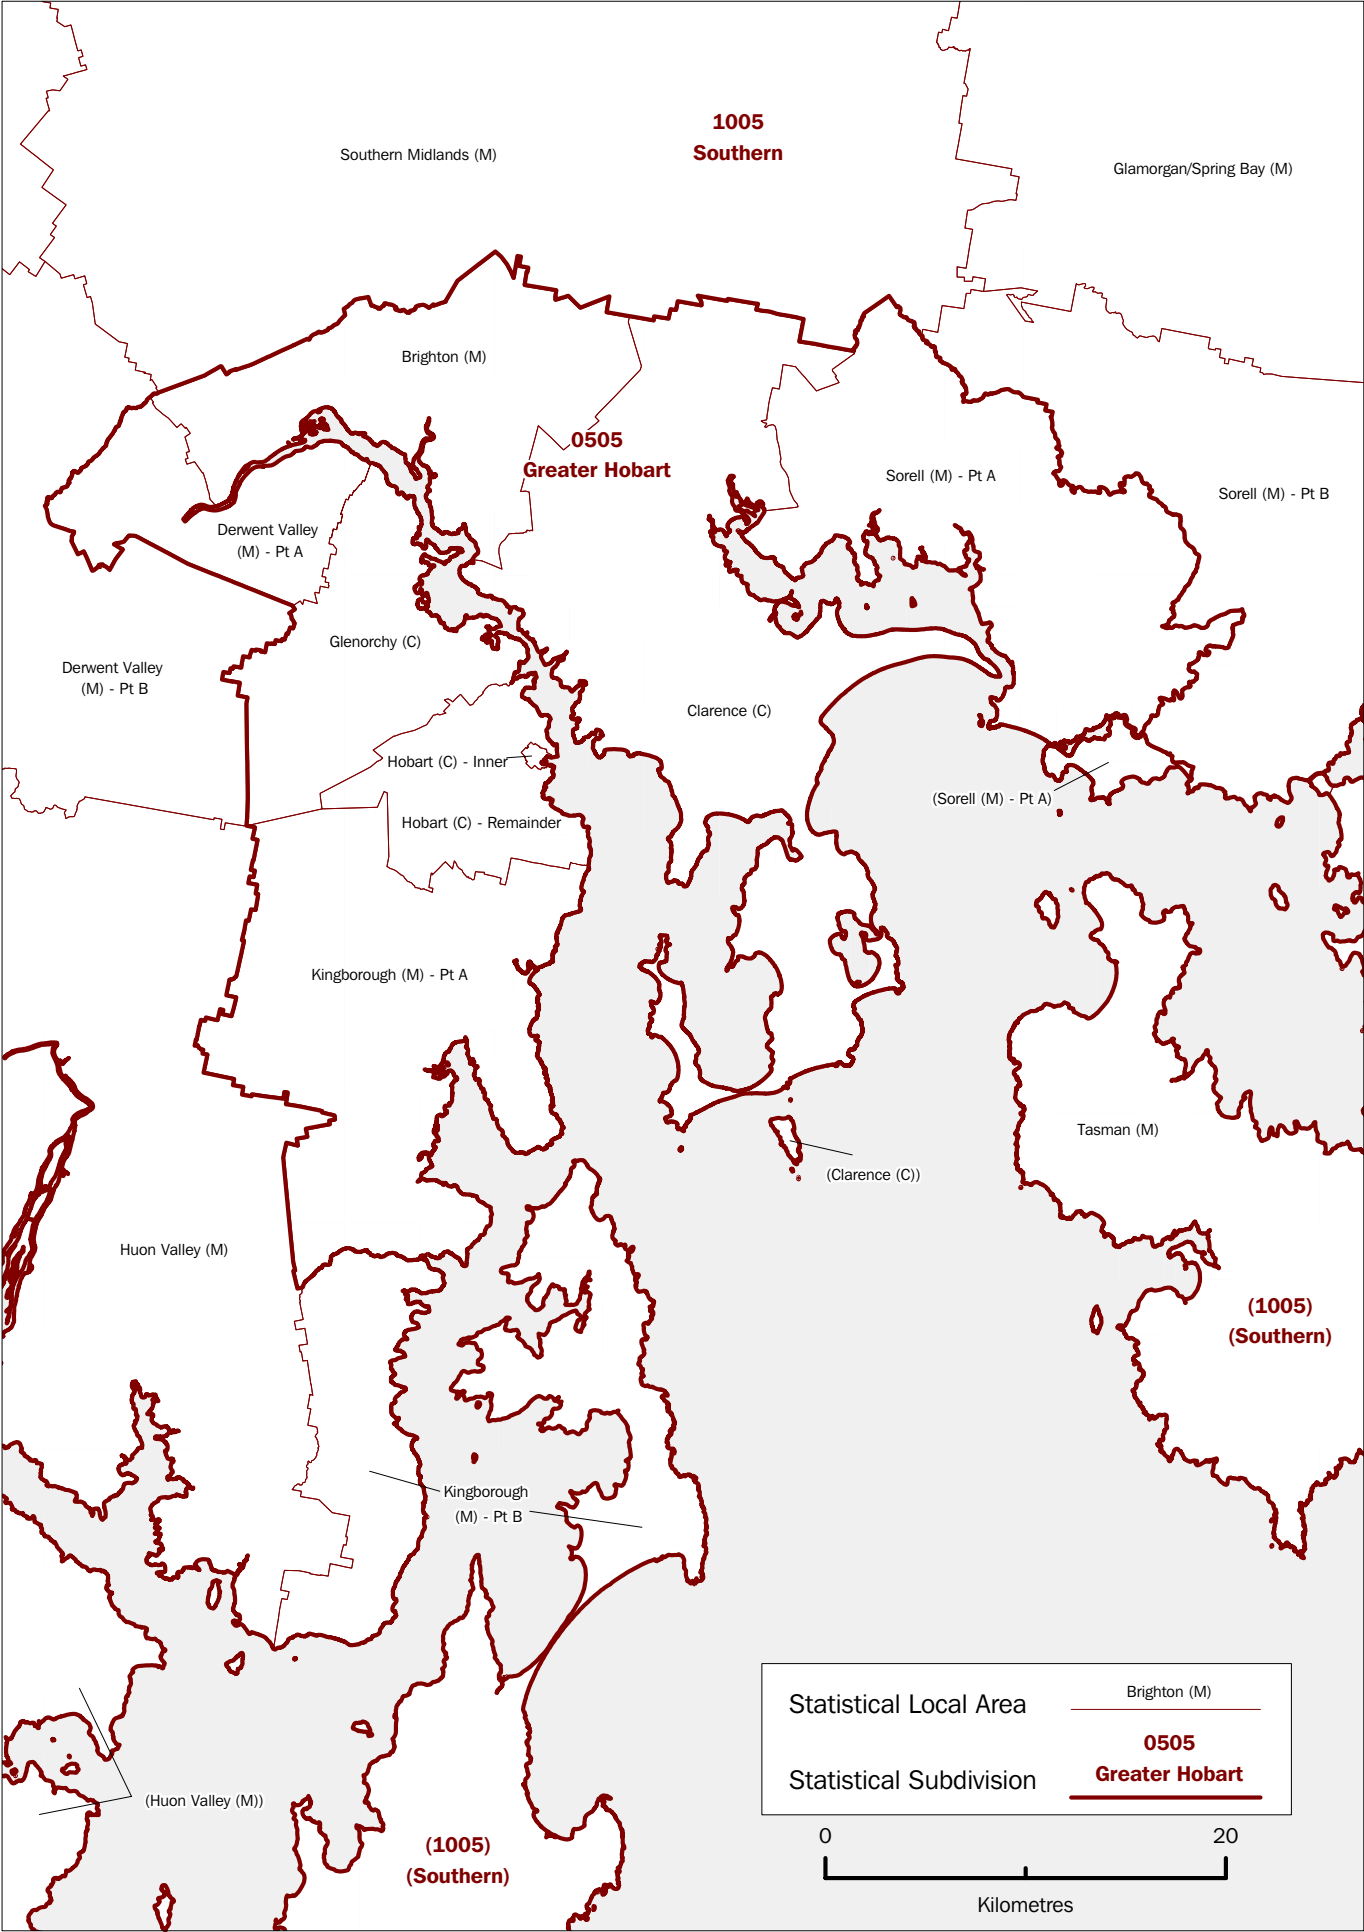 1005
Southern
Southern Midlands (M)
Glamorgan/Spring Bay (M)
Brighton (M)
0505
Greater Hobart
Sorell (M) - Pt A
Sorell (M) - Pt B
Derwent Valley
(M) - Pt A
Glenorchy (C)
Derwent Valley
(M) - Pt B
Clarence (C)
Hobart (C) - Inner
(Sorell (M) - Pt A)
Hobart (C) - Remainder
Kingborough (M) - Pt A
Tasman (M)
(Clarence (C))
Huon Valley (M)
(1005)
(Southern)
Kingborough
(M) - Pt B
(Huon Valley (M))
(1005)
(Southern)
Statistical Local Area
Brighton (M)
Statistical Subdivision
0505
Greater Hobart
0
20
Kilometres